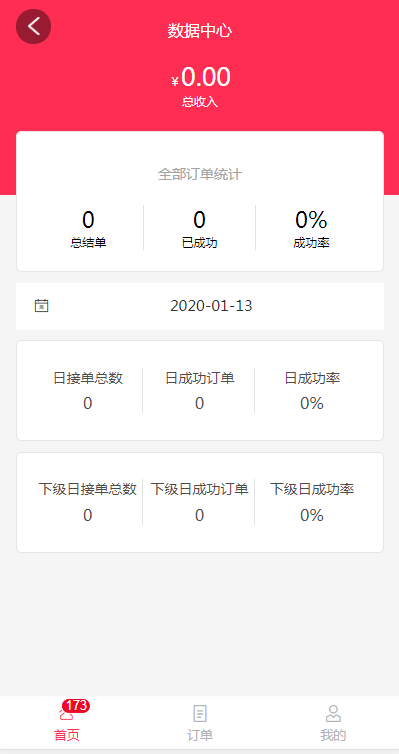 数据中心
¥0.00
总收入
全部订单统计
0 0 0%
总结单 已成功 成功率
2020-01-13
日接单总数 日成功订单 日成功率
0 0 0%
下级日接单总数 下级日成功订单 下级日成功率
0 0 0%
173
首页 订单 我的